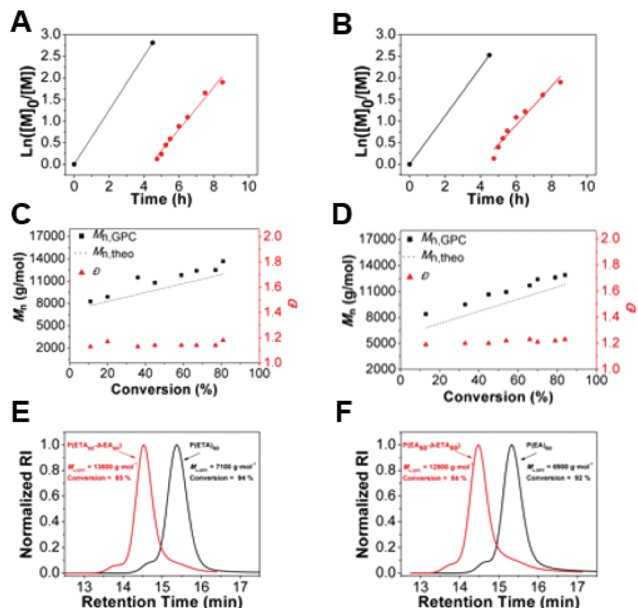 A
Ln([M]₀/[M])
3.0
2.5
2.0
1.5
1.0
0.5
0.0
0 2 4 6 8 10
Time (h)
B
Ln([M]₀/[M])
3.0
2.5
2.0
1.5
1.0
0.5
0.0
0 2 4 6 8 10
Time (h)
C
Mₙ (g/mol)
17000
14000
11000
8000
5000
2000
Mn,GPC
Mn,theo
Đ
2.0
1.8
1.6
1.4
1.2
1.0
Đ
0 20 40 60 80 100
Conversion (%)
D
Mₙ (g/mol)
17000
14000
11000
8000
5000
2000
Mn,GPC
Mn,theo
Đ
2.0
1.8
1.6
1.4
1.2
1.0
Đ
0 20 40 60 80 100
Conversion (%)
E
Normalized RI
1.0
0.8
0.6
0.4
0.2
0.0
P(ETA₆₀-b-EA₆₀)
Mn,GPC = 13800 g·mol⁻¹
Conversion = 85 %
P(ETA)₆₀
Mn,GPC = 7100 g·mol⁻¹
Conversion = 94 %
13 14 15 16 17
Retention Time (min)
F
Normalized RI
1.0
0.8
0.6
0.4
0.2
0.0
P(EA₆₀-b-ETA₆₀)
Mn,GPC = 12900 g·mol⁻¹
Conversion = 84 %
P(EA)₆₀
Mn,GPC = 6900 g·mol⁻¹
Conversion = 92 %
13 14 15 16 17
Retention Time (min)